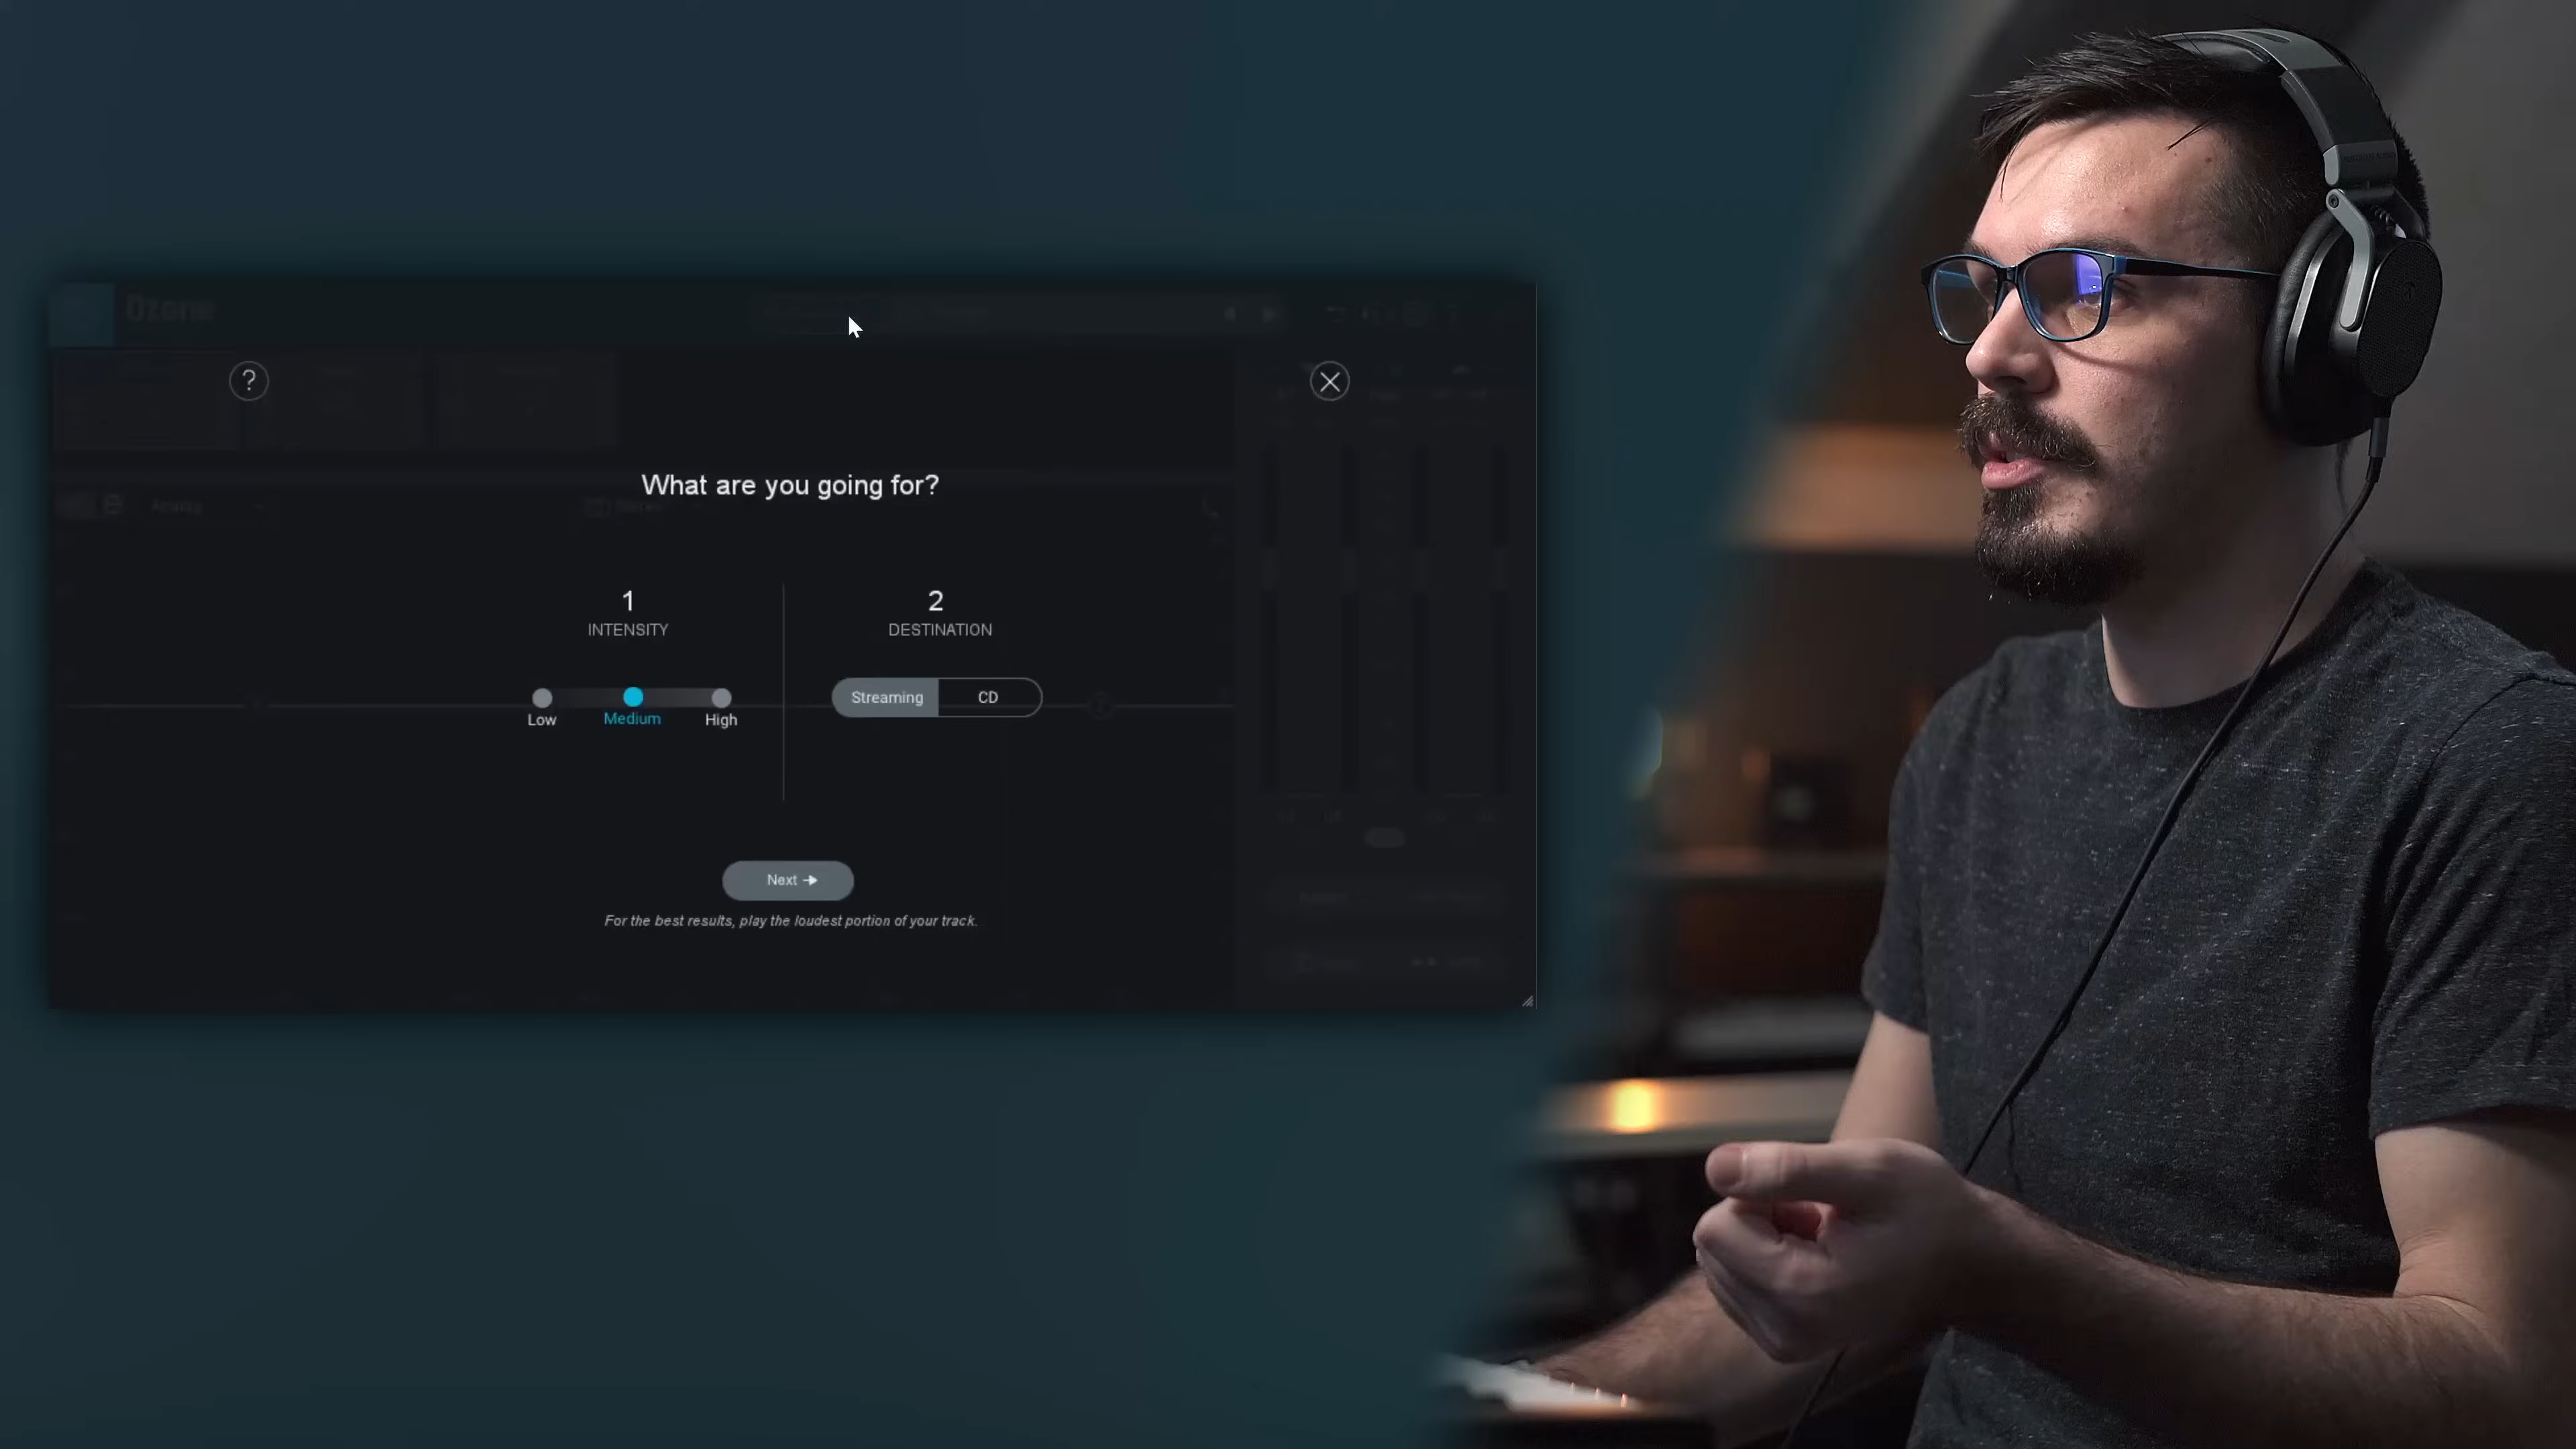 Ozone
?
What are you going for?
1
INTENSITY
Low
Medium
High
2
DESTINATION
Streaming
CD
Next
For the best results, play the loudest portion of your track.